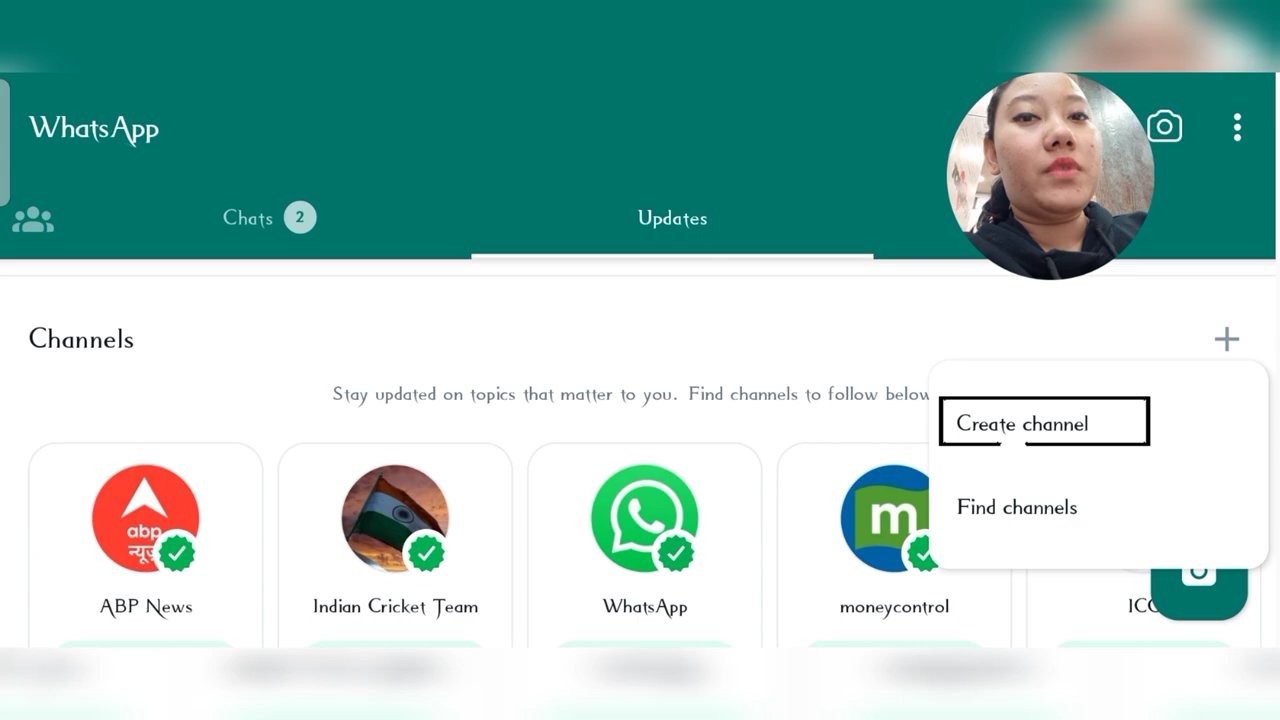 WhatsApp
Chats 2
Updates
Channels
Stay updated on topics that matter to you. Find channels to follow below
Create channel
Find channels
abp
न्यूज़
m
ABP News
Indian Cricket Team
WhatsApp
moneycontrol